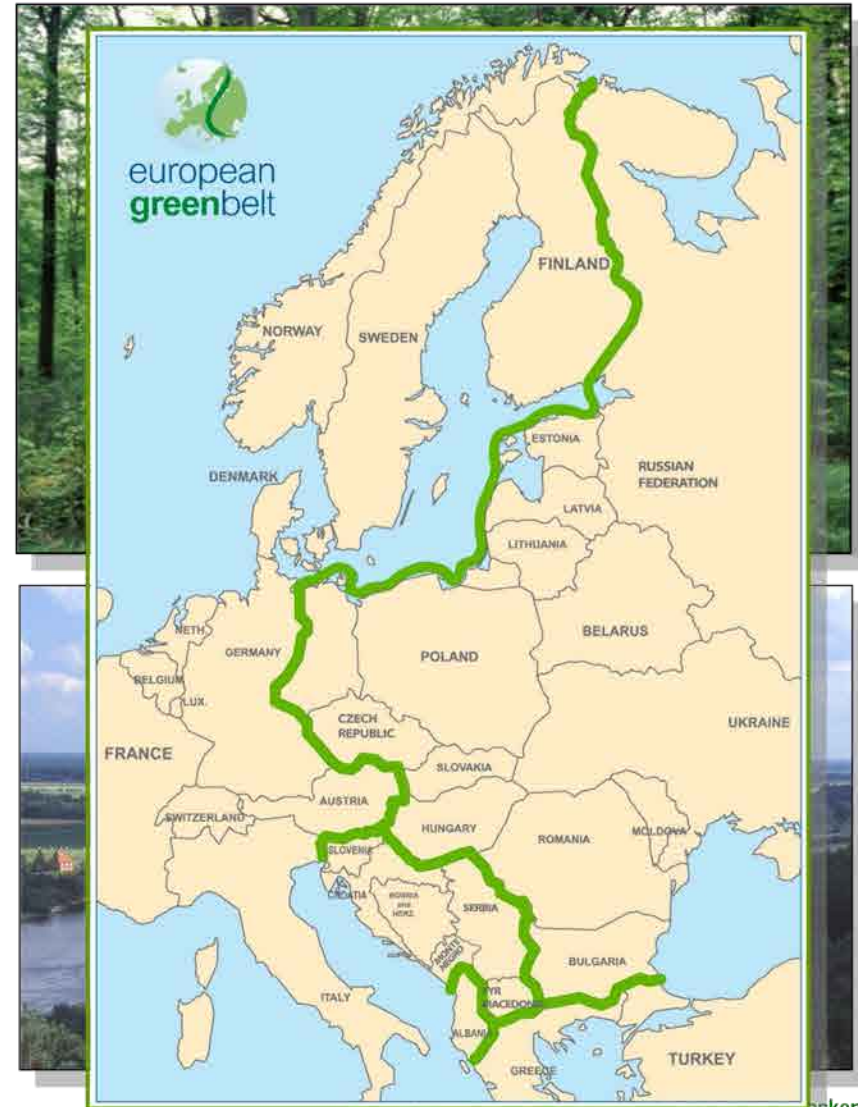 european
greenbelt
FINLAND
NORWAY
SWEDEN
ESTONIA
DENMARK
RUSSIAN
FEDERATION
LATVIA
LITHUANIA
NETH.
GERMANY
BELARUS
POLAND
BELGIUM
LUX.
CZECH
REPUBLIC
UKRAINE
FRANCE
SLOVAKIA
AUSTRIA
SWITZERLAND
HUNGARY
ROMANIA
MOLDOVA
SLOVENIA
CROATIA
BOSNIA
and
HERZ.
SERBIA
MONTE
NEGRO
BULGARIA
FYR
MACEDONIA
ITALY
ALBANIA
GREECE
TURKEY